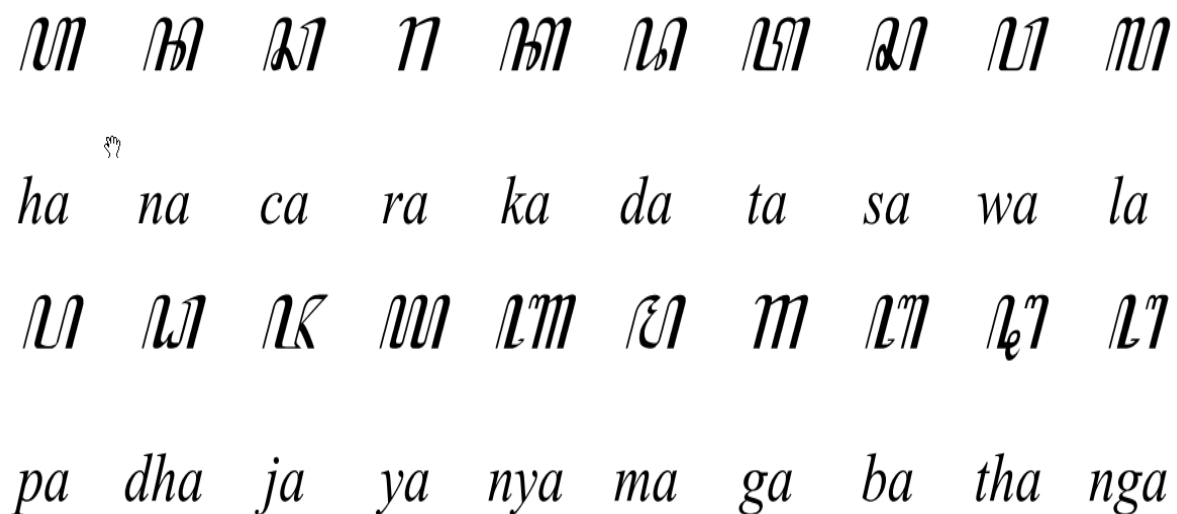 ꦲ ꦤ ꦕ ꦫ ꦏ ꦢ ꦠ ꦱ ꦮ ꦭ
ha na ca ra ka da ta sa wa la
ꦥ ꦝ ꦗ ꦪ ꦚ ꦩ ꦒ ꦧ ꦛ ꦔ
pa dha ja ya nya ma ga ba tha nga